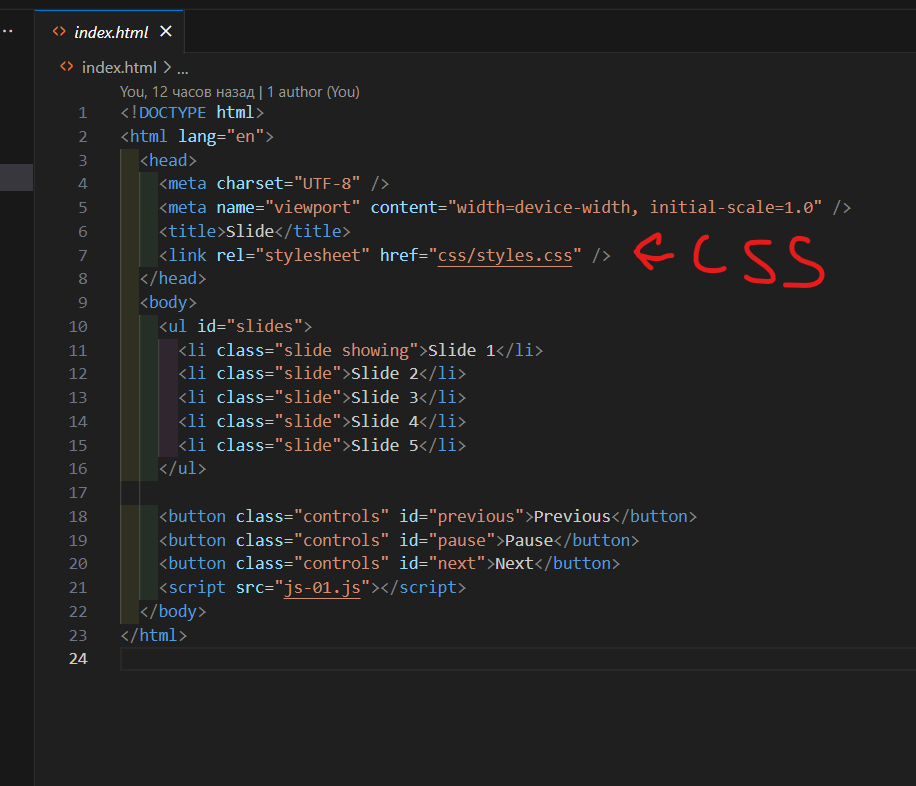 index.html
index.html > ...
You, 12 часов назад | 1 author (You)
1 <!DOCTYPE html>
2 <html lang="en">
3 <head>
4 <meta charset="UTF-8" />
5 <meta name="viewport" content="width=device-width, initial-scale=1.0" />
6 <title>Slide</title>
7 <link rel="stylesheet" href="css/styles.css" /> ← CSS
8 </head>
9 <body>
10 <ul id="slides">
11 <li class="slide showing">Slide 1</li>
12 <li class="slide">Slide 2</li>
13 <li class="slide">Slide 3</li>
14 <li class="slide">Slide 4</li>
15 <li class="slide">Slide 5</li>
16 </ul>
17
18 <button class="controls" id="previous">Previous</button>
19 <button class="controls" id="pause">Pause</button>
20 <button class="controls" id="next">Next</button>
21 <script src="js-01.js"></script>
22 </body>
23 </html>
24